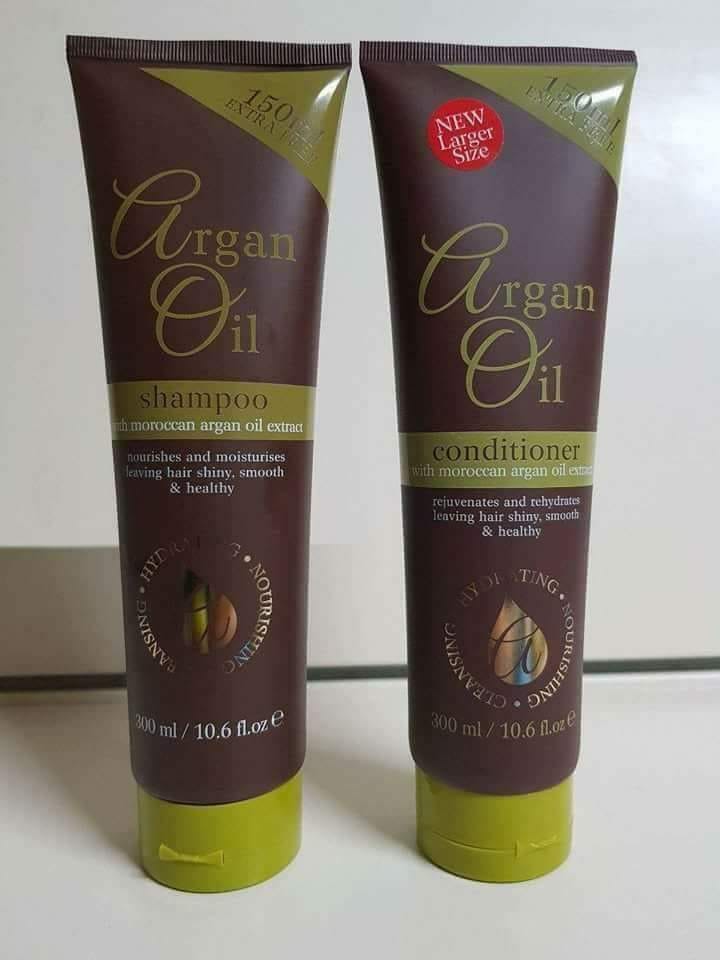 150ml
EXTRA FREE
Argan
Oil
shampoo
with moroccan argan oil extract
nourishes and moisturises
leaving hair shiny, smooth
& healthy
HYDRATING • NOURISHING
300 ml / 10.6 fl.oz e
150ml
EXTRA FREE
NEW
Larger
Size
Argan
Oil
conditioner
with moroccan argan oil extract
rejuvenates and rehydrates
leaving hair shiny, smooth
& healthy
HYDRATING • NOURISHING • CLEANSING
300 ml / 10.6 fl.oz e